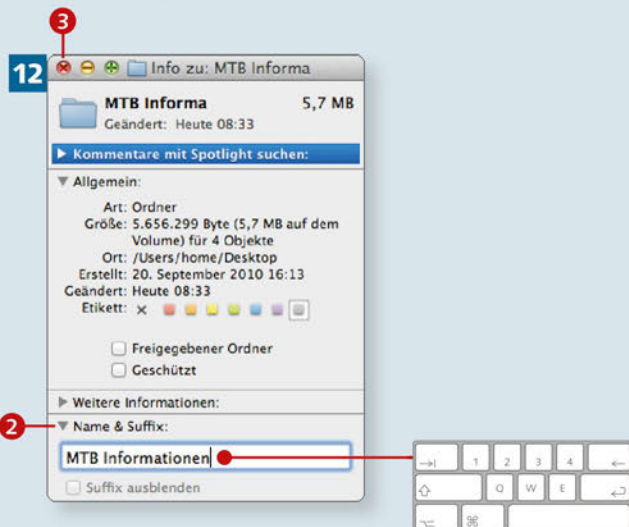 3
12
Info zu: MTB Informa
MTB Informa 5,7 MB
Geändert: Heute 08:33
Kommentare mit Spotlight suchen:
Allgemein:
Art: Ordner
Größe: 5.656.299 Byte (5,7 MB auf dem
Volume) für 4 Objekte
Ort: /Users/home/Desktop
Erstellt: 20. September 2010 16:13
Geändert: Heute 08:33
Etikett: ×
Freigegebener Ordner
Geschützt
Weitere Informationen:
2
Name & Suffix:
MTB Informationen
Suffix ausblenden
1 2 3 4
Q W E
⌥ ⌘